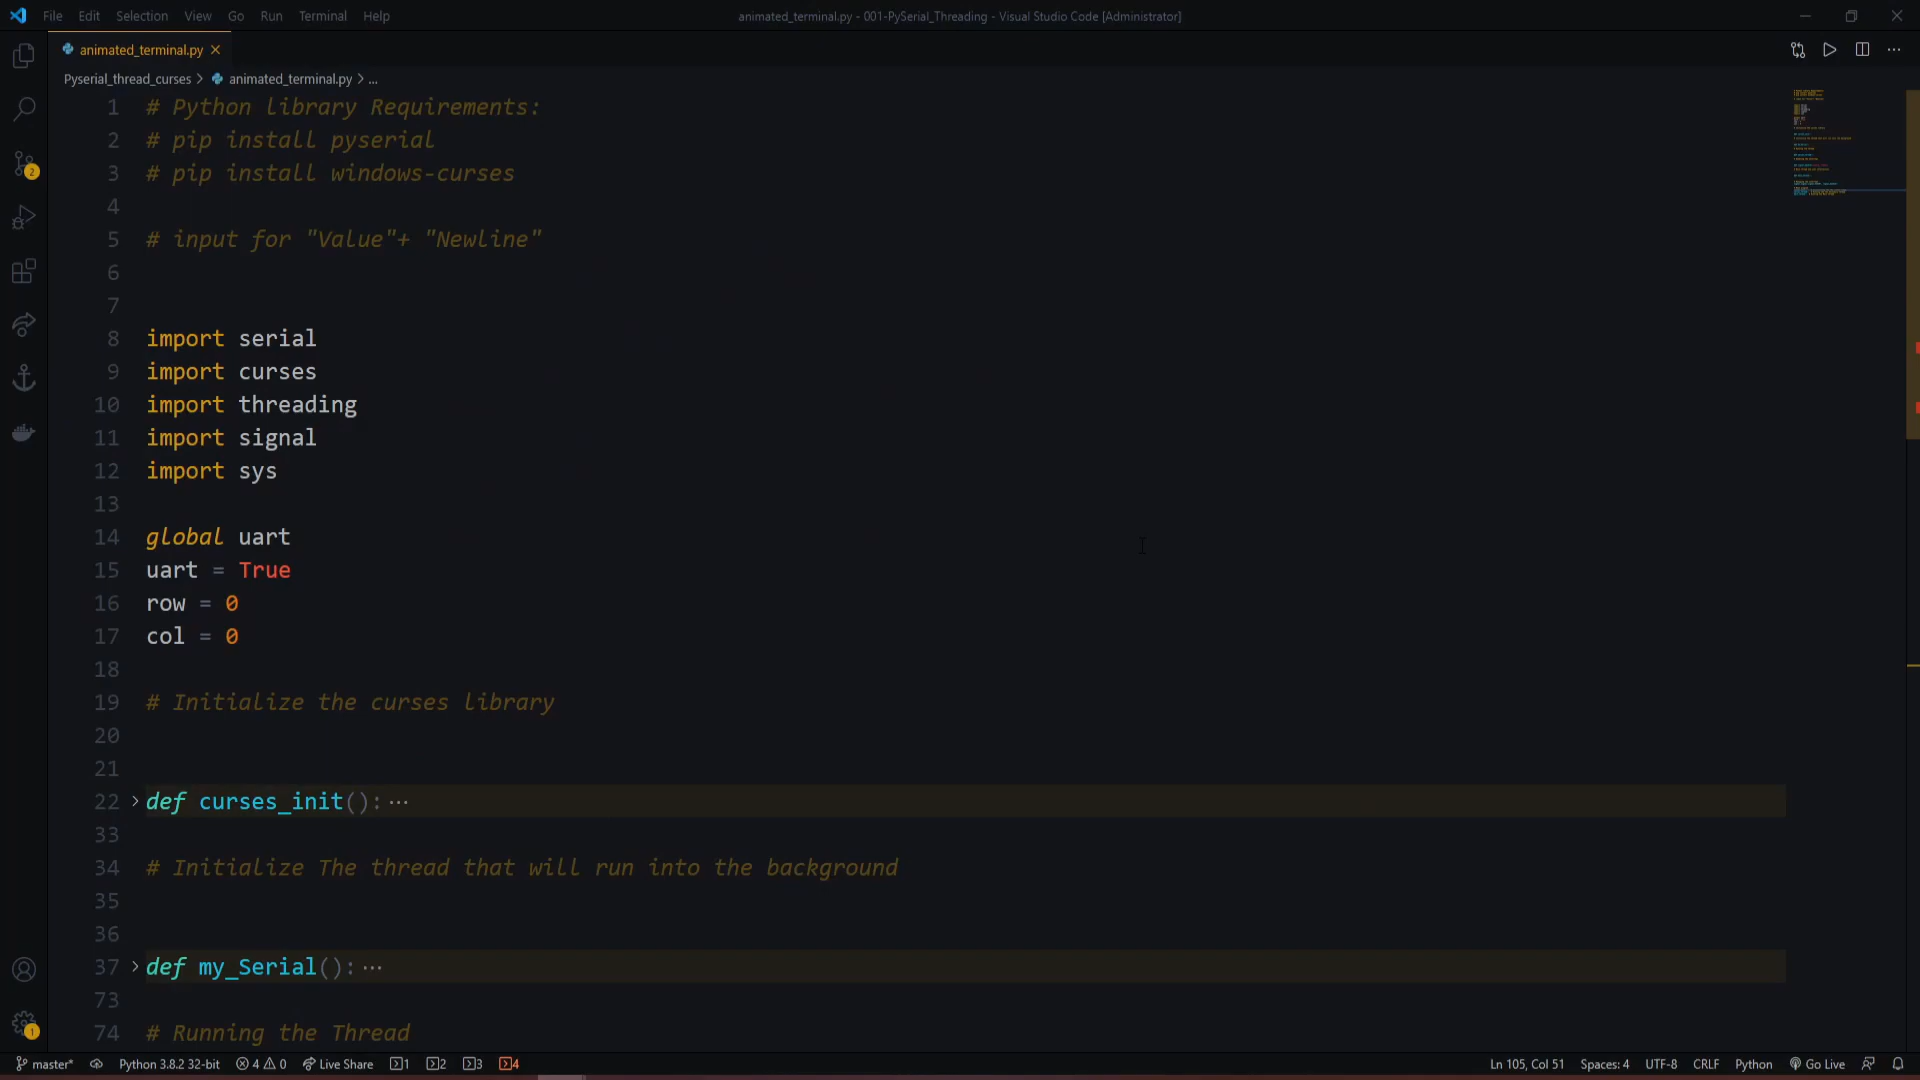 File Edit Selection View Go Run Terminal Help
animated_terminal.py - 001-PySerial_Threading - Visual Studio Code [Administrator]
animated_terminal.py
Pyserial_thread_curses > animated_terminal.py > ...
1 # Python library Requirements:
2 # pip install pyserial
3 # pip install windows-curses
4
5 # input for "Value"+ "Newline"
6
7
8 import serial
9 import curses
10 import threading
11 import signal
12 import sys
13
14 global uart
15 uart = True
16 row = 0
17 col = 0
18
19 # Initialize the curses library
20
21
22 def curses_init(): ...
33
34 # Initialize The thread that will run into the background
35
36
37 def my_Serial(): ...
73
74 # Running the Thread
2
1
master* Python 3.8.2 32-bit 4 0 Live Share 1 2 3 4 Ln 105, Col 51 Spaces: 4 UTF-8 CRLF Python Go Live